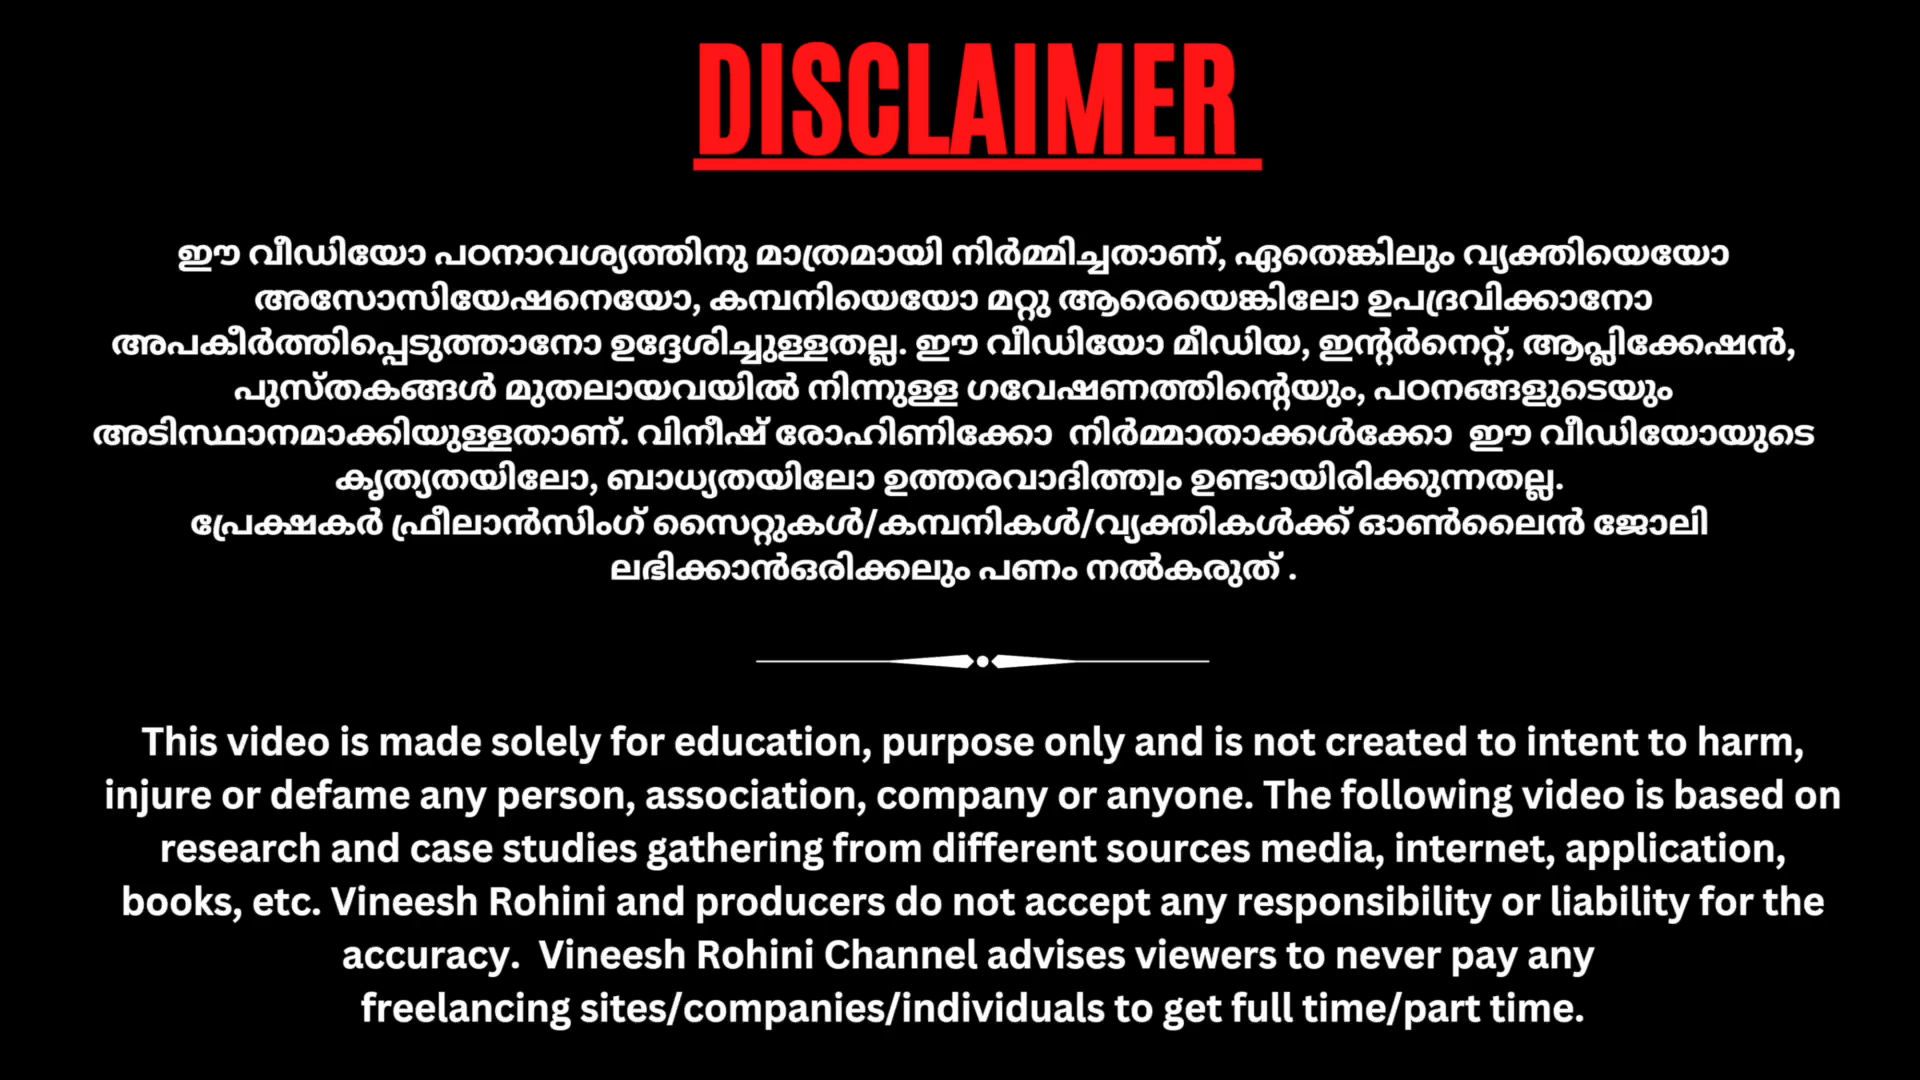 DISCLAIMER
ഈ വീഡിയോ പഠനാവശ്യത്തിനു മാത്രമായി നിർമ്മിച്ചതാണ്, ഏതെങ്കിലും വ്യക്തിയെയോ
അസോസിയേഷനെയോ, കമ്പനിയെയോ മറ്റു ആരെയെങ്കിലോ ഉപദ്രവിക്കാനോ
അപകീർത്തിപ്പെടുത്താനോ ഉദ്ദേശിച്ചുള്ളതല്ല. ഈ വീഡിയോ മീഡിയ, ഇന്റർനെറ്റ്, ആപ്ലിക്കേഷൻ,
പുസ്തകങ്ങൾ മുതലായവയിൽ നിന്നുള്ള ഗവേഷണത്തിന്റെയും, പഠനങ്ങളുടെയും
അടിസ്ഥാനമാക്കിയുള്ളതാണ്. വിനീഷ് രോഹിണിക്കോ നിർമ്മാതാക്കൾക്കോ ഈ വീഡിയോയുടെ
കൃത്യതയിലോ, ബാധ്യതയിലോ ഉത്തരവാദിത്ത്വം ഉണ്ടായിരിക്കുന്നതല്ല.
പ്രേക്ഷകർ ഫ്രീലാൻസിംഗ് സൈറ്റുകൾ/കമ്പനികൾ/വ്യക്തികൾക്ക് ഓൺലൈൻ ജോലി
ലഭിക്കാൻഒരിക്കലും പണം നൽകരുത് .
This video is made solely for education, purpose only and is not created to intent to harm,
injure or defame any person, association, company or anyone. The following video is based on
research and case studies gathering from different sources media, internet, application,
books, etc. Vineesh Rohini and producers do not accept any responsibility or liability for the
accuracy.  Vineesh Rohini Channel advises viewers to never pay any
freelancing sites/companies/individuals to get full time/part time.